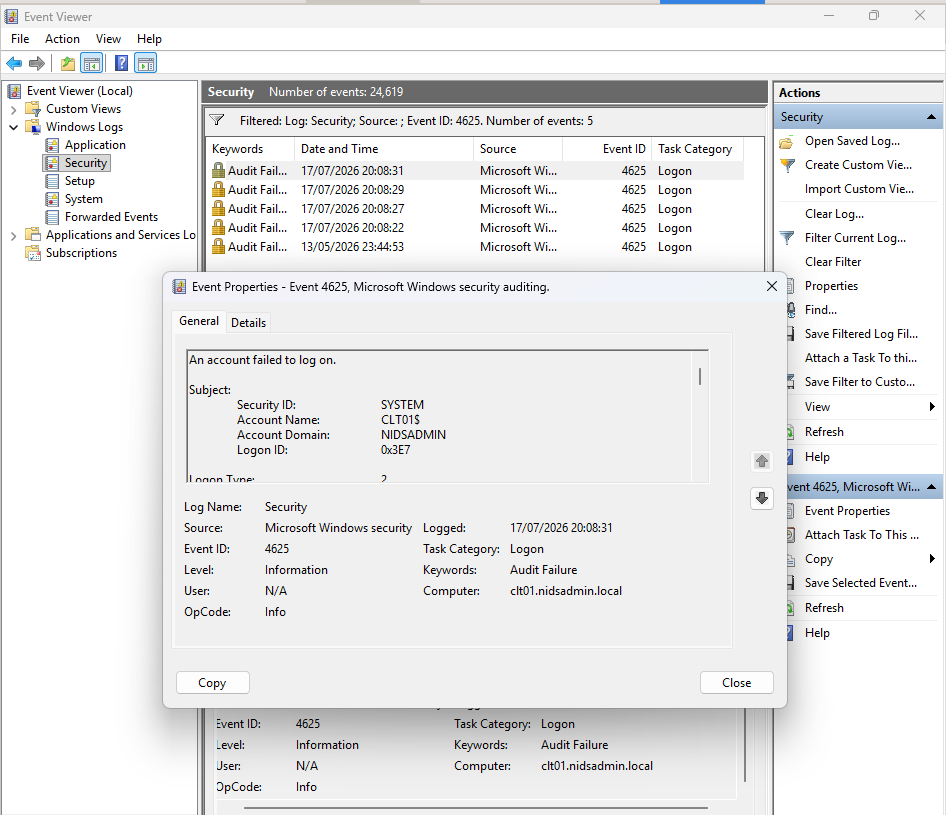 Event Viewer
File Action View Help
Event Viewer (Local)
Custom Views
Windows Logs
Application
Security
Setup
System
Forwarded Events
Applications and Services Lo
Subscriptions
Security Number of events: 24,619
Filtered: Log: Security; Source: ; Event ID: 4625. Number of events: 5
Keywords Date and Time Source Event ID Task Category
Audit Fail... 17/07/2026 20:08:31 Microsoft Wi... 4625 Logon
Audit Fail... 17/07/2026 20:08:29 Microsoft Wi... 4625 Logon
Audit Fail... 17/07/2026 20:08:27 Microsoft Wi... 4625 Logon
Audit Fail... 17/07/2026 20:08:22 Microsoft Wi... 4625 Logon
Audit Fail... 13/05/2026 23:44:53 Microsoft Wi... 4625 Logon
Event Properties - Event 4625, Microsoft Windows security auditing.
General Details
An account failed to log on.
Subject:
Security ID: SYSTEM
Account Name: CLT01$
Account Domain: NIDSADMIN
Logon ID: 0x3E7
Logon Type: 2
Log Name: Security
Source: Microsoft Windows security Logged: 17/07/2026 20:08:31
Event ID: 4625 Task Category: Logon
Level: Information Keywords: Audit Failure
User: N/A Computer: clt01.nidsadmin.local
OpCode: Info
Copy Close
Event ID: 4625 Task Category: Logon
Level: Information Keywords: Audit Failure
User: N/A Computer: clt01.nidsadmin.local
OpCode: Info
Actions
Security
Open Saved Log...
Create Custom Vie...
Import Custom Vie...
Clear Log...
Filter Current Log...
Clear Filter
Properties
Find...
Save Filtered Log Fil...
Attach a Task To thi...
Save Filter to Custo...
View
Refresh
Help
vent 4625, Microsoft Wi...
Event Properties
Attach Task To This ...
Copy
Save Selected Event...
Refresh
Help